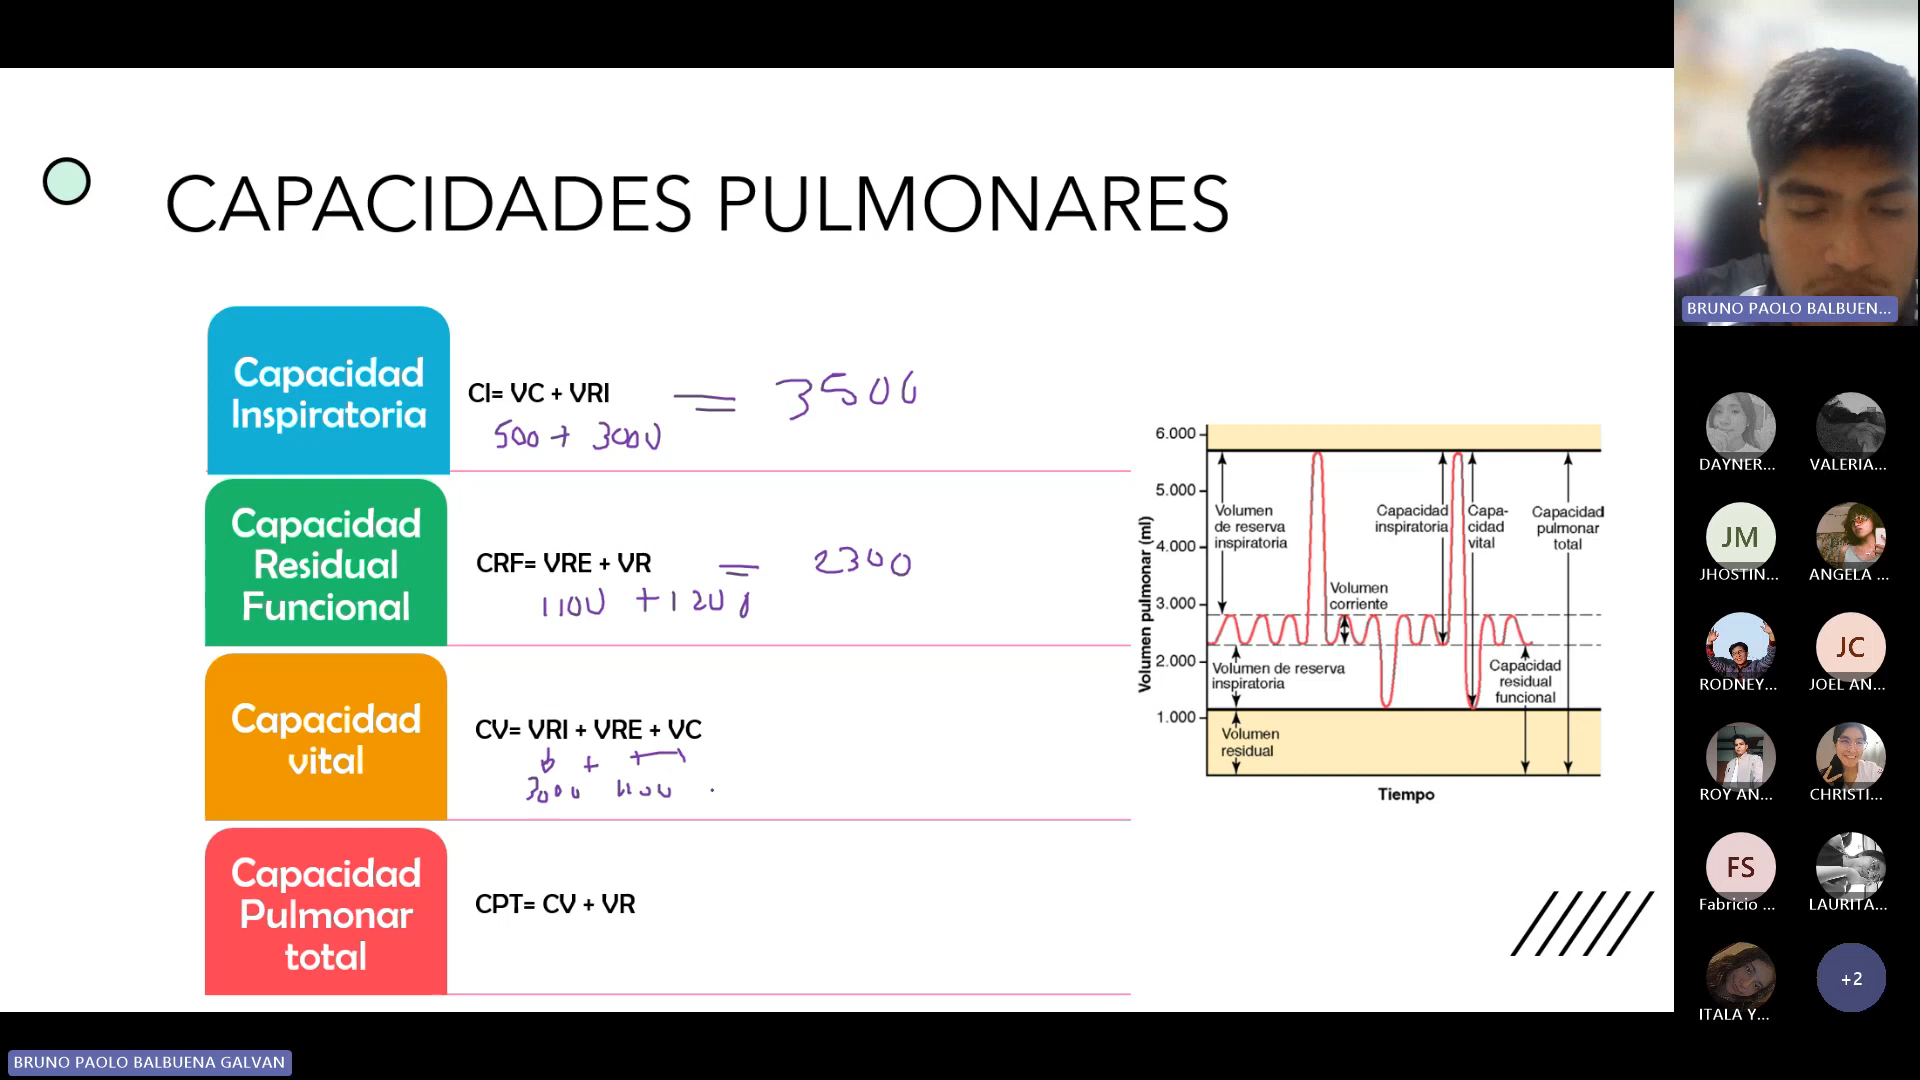 CAPACIDADES PULMONARES
Capacidad
Inspiratoria
CI= VC + VRI = 3500
500 + 3000
Capacidad
Residual
Funcional
CRF= VRE + VR = 2300
1100 + 1200
Capacidad
vital
CV= VRI + VRE + VC
+
3000 1100
Capacidad
Pulmonar
total
CPT= CV + VR
Volumen pulmonar (ml)
6.000
5.000
4.000
3.000
2.000
1.000
Volumen
de reserva
inspiratoria
Capacidad
inspiratoria
Capa-
cidad
vital
Capacidad
pulmonar
total
Volumen
corriente
Volumen de reserva
inspiratoria
Capacidad
residual
funcional
Volumen
residual
Tiempo
BRUNO PAOLO BALBUEN...
DAYNER...
VALERIA...
JM
JHOSTIN...
ANGELA ...
RODNEY...
JC
JOEL AN...
ROY AN...
CHRISTI...
FS
Fabricio ...
LAURITA...
ITALA Y...
+2
BRUNO PAOLO BALBUENA GALVAN